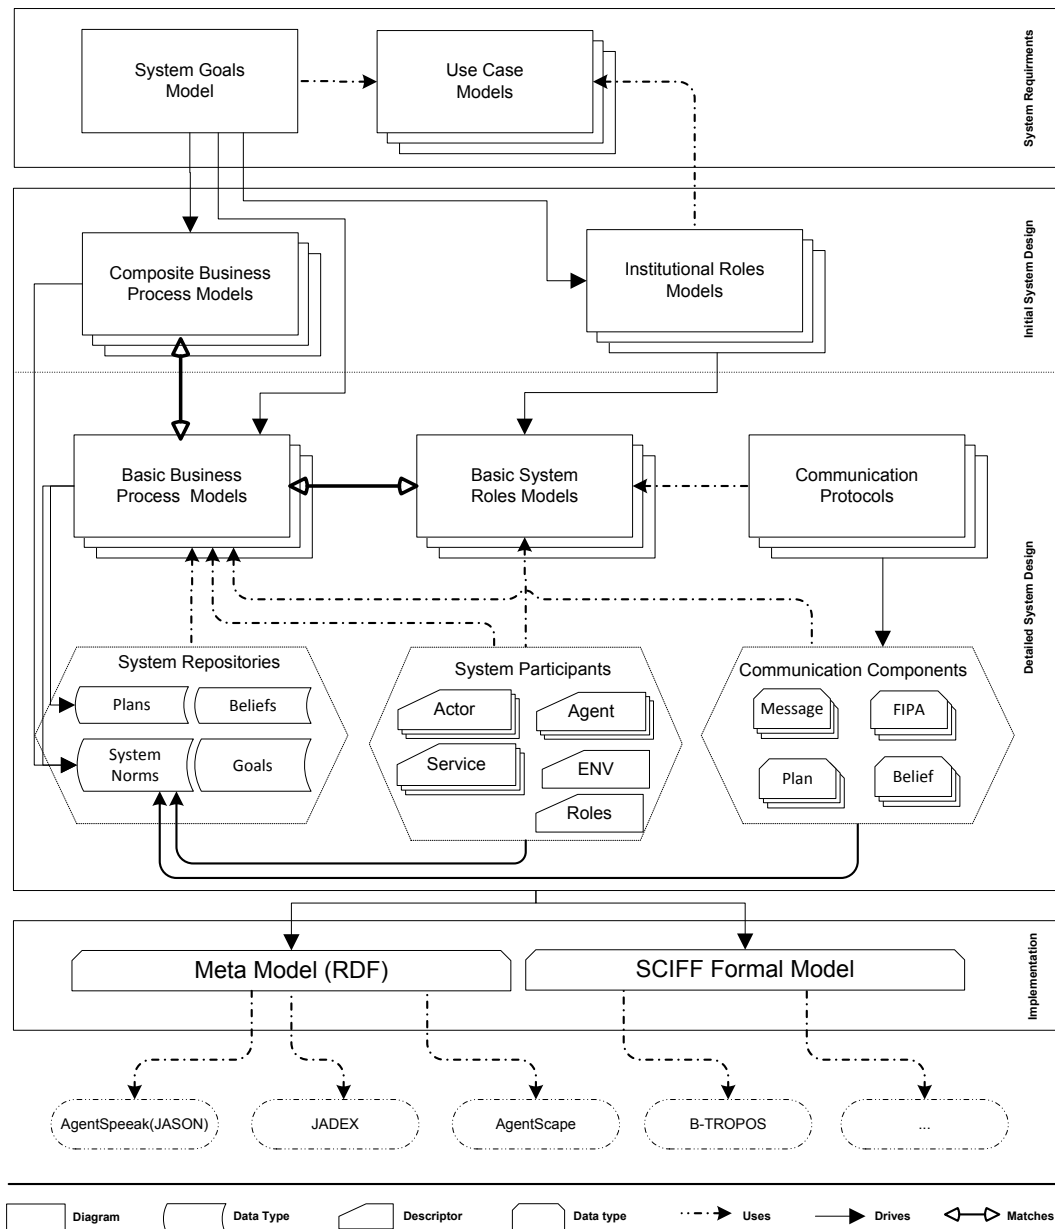 System Goals
Model
Use Case
Models
System Requirments
Composite Business
Process Models
Institutional Roles
Models
Initial System Design
Basic Business
Process Models
Basic System
Roles Models
Communication
Protocols
Detailed System Design
System Repositories
Plans
Beliefs
System
Norms
Goals
System Participants
Actor
Agent
Service
ENV
Roles
Communication Components
Message
FIPA
Plan
Belief
Meta Model (RDF)
SCIFF Formal Model
Implementation
AgentSpeeak(JASON)
JADEX
AgentScape
B-TROPOS
...
Diagram
Data Type
Descriptor
Data type
Uses
Drives
Matches